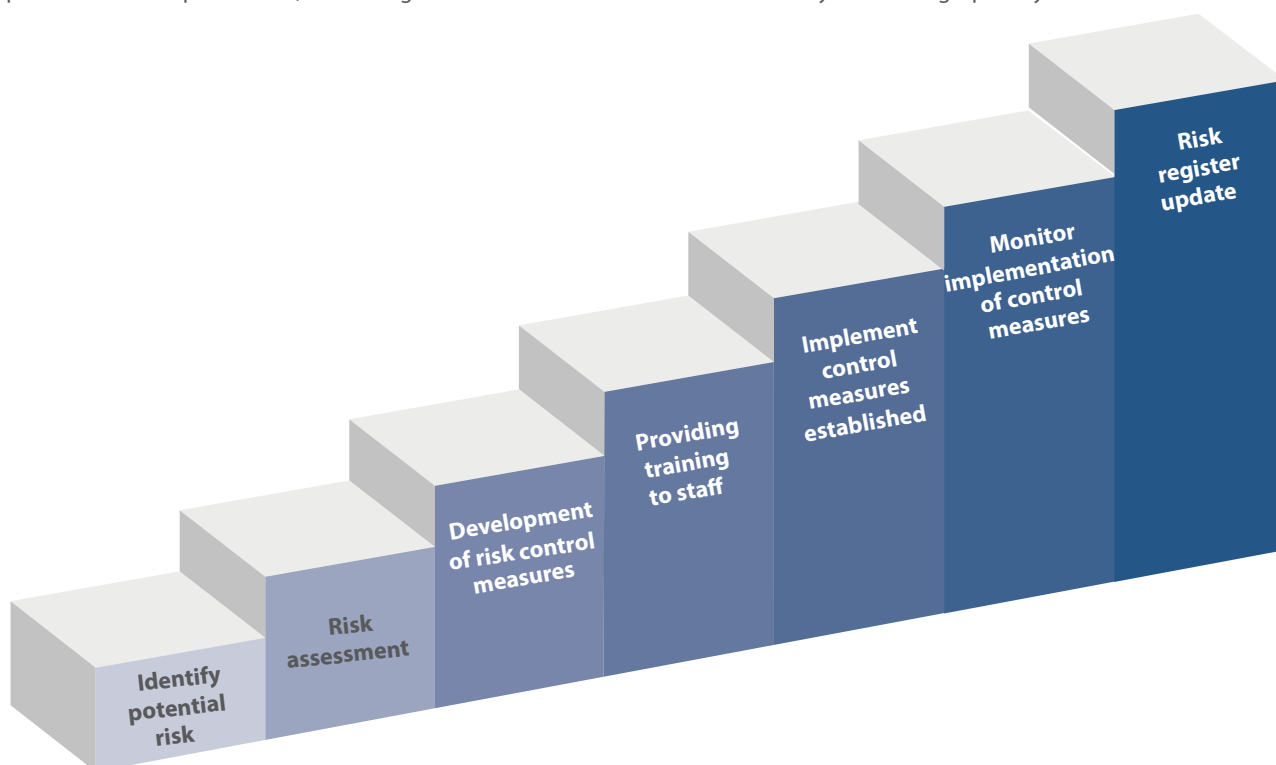 Identify
potential
risk
Risk
assessment
Development
of risk control
measures
Providing
training
to staff
Implement
control
measures
established
Monitor
implementation
of control
measures
Risk
register
update